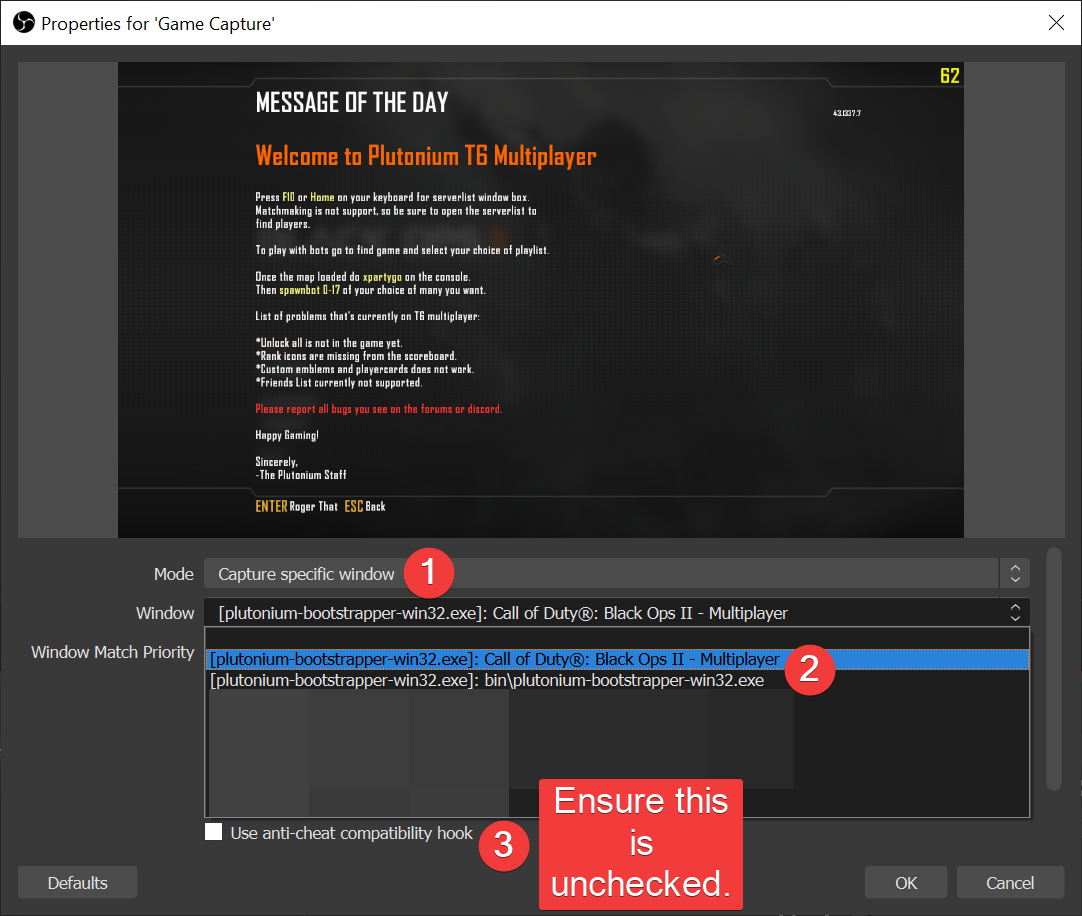 Properties for 'Game Capture'
62
MESSAGE OF THE DAY
43.1337.7
Welcome to Plutonium T6 Multiplayer
Press F10 or Home on your keyboard for serverlist window box.
Matchmaking is not support, so be sure to open the serverlist to
find players.
To play with bots go to find game and select your choice of playlist.
Once the map loaded do xpartygo on the console.
Then spawnbot 0-17 of your choice of many you want.
List of problems that's currently on T6 multiplayer:
*Unlock all is not in the game yet.
*Rank icons are missing from the scoreboard.
*Custom emblems and playercards does not work.
*Friends List currently not supported.
Please report all bugs you see on the forums or discord.
Happy Gaming!
Sincerely,
-The Plutonium Staff
ENTER Roger That ESC Back
Mode Capture specific window 1
Window [plutonium-bootstrapper-win32.exe]: Call of Duty®: Black Ops II - Multiplayer
Window Match Priority
[plutonium-bootstrapper-win32.exe]: Call of Duty®: Black Ops II - Multiplayer 2
[plutonium-bootstrapper-win32.exe]: bin\plutonium-bootstrapper-win32.exe
Use anti-cheat compatibility hook 3
Ensure this
is
unchecked.
Defaults OK Cancel